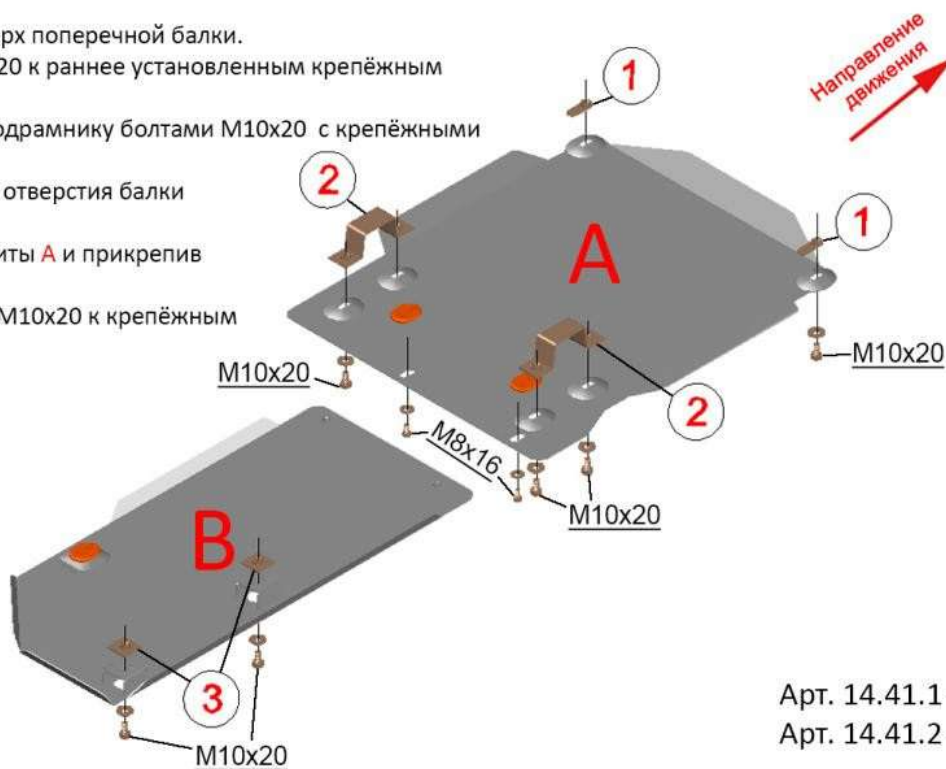 рх поперечной балки.
20 к раннее установленным крепёжным
одрамнику болтами М10х20 с крепёжными
отверстия балки
иты А и прикрепив
М10х20 к крепёжным
Направление
движения
1
2
1
A
M10x20
M10x20
2
M8x16
M10x20
B
3
M10x20
Арт. 14.41.1
Арт. 14.41.2